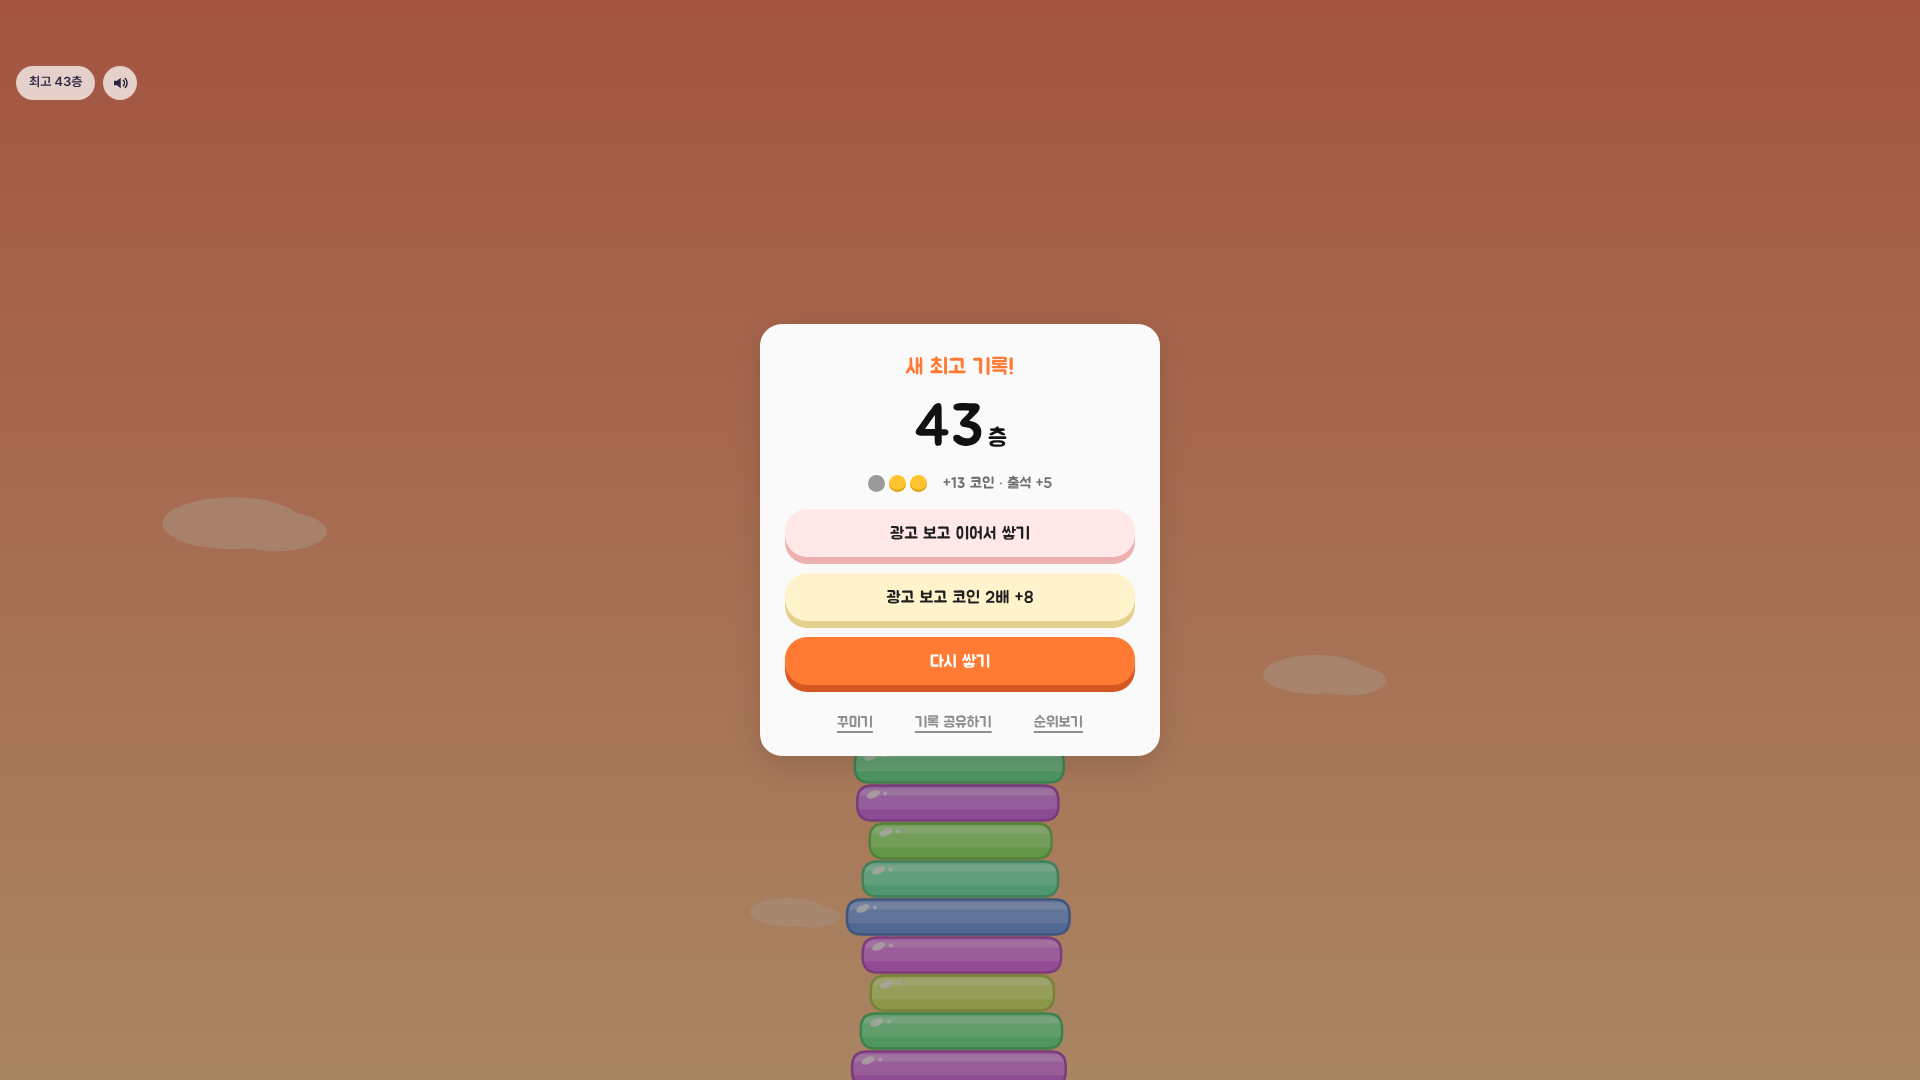 최고 43층
새 최고 기록!
43층
+13 코인 · 출석 +5
광고 보고 이어서 쌓기
광고 보고 코인 2배 +8
다시 쌓기
꾸미기 기록 공유하기 순위보기